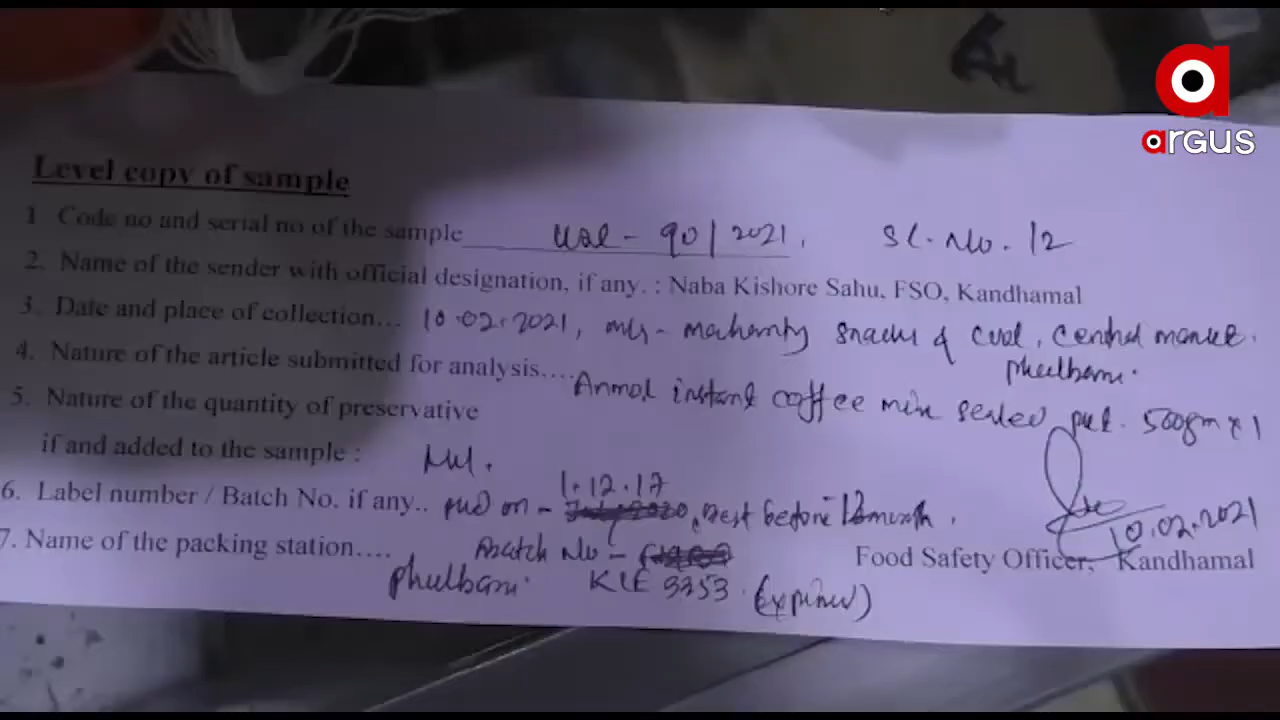 argus
Level copy of sample
1 Code no and serial no of the sample 90/2021. Sl. No. 12
2. Name of the sender with official designation, if any. : Naba Kishore Sahu, FSO, Kandhamal
3. Date and place of collection... 10.02.2021, M/s - Mahanty Snacks & Cool, Central Market.
Phulbani.
4. Nature of the article submitted for analysis.... Anmol instant coffee mix sealed pkt. 500gm x 1
5. Nature of the quantity of preservative
if and added to the sample : Nil.
1.12.17
6. Label number / Batch No. if any.. pkd on - Best before 12 month.
10.02.2021
7. Name of the packing station.... Batch No -
Food Safety Officer, Kandhamal
Phulbani. KCE 3353 (Expired)